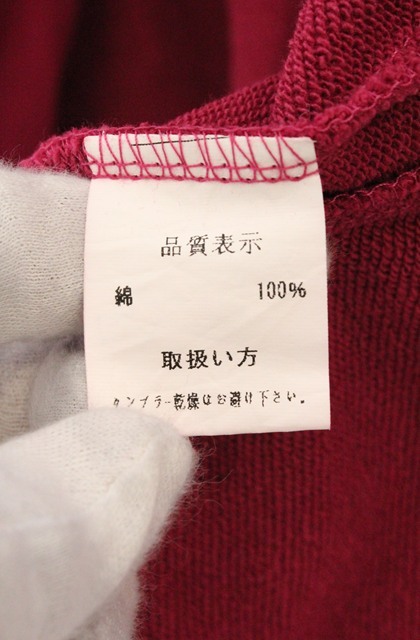 品質表示
綿 100%
取扱い方
タンブラー乾燥はお避け下さい。